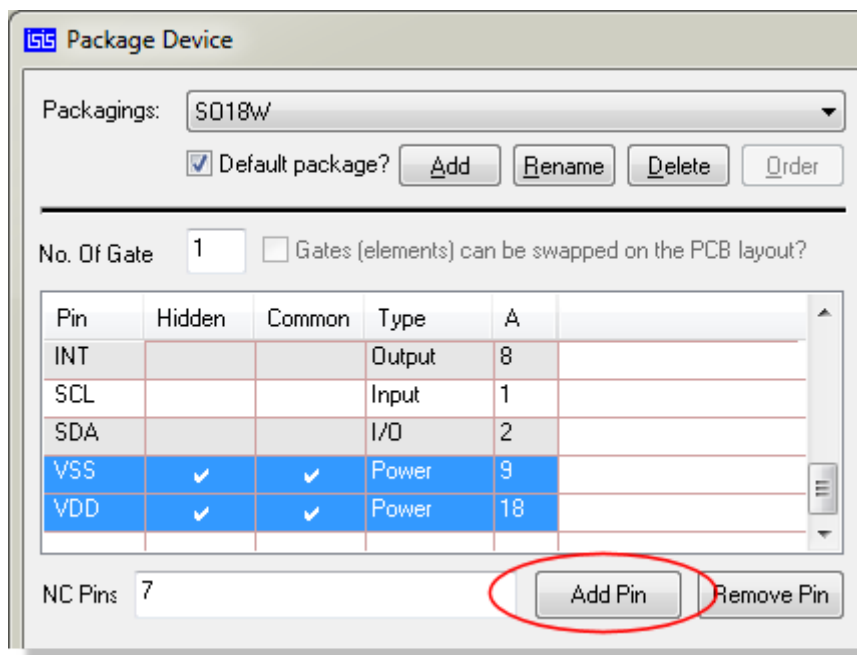 isis Package Device
Packagings: SO18W
Default package? Add Rename Delete Order
No. Of Gate 1 Gates (elements) can be swapped on the PCB layout?
Pin Hidden Common Type A
INT Output 8
SCL Input 1
SDA I/O 2
VSS Power 9
VDD Power 18
NC Pins 7 Add Pin Remove Pin